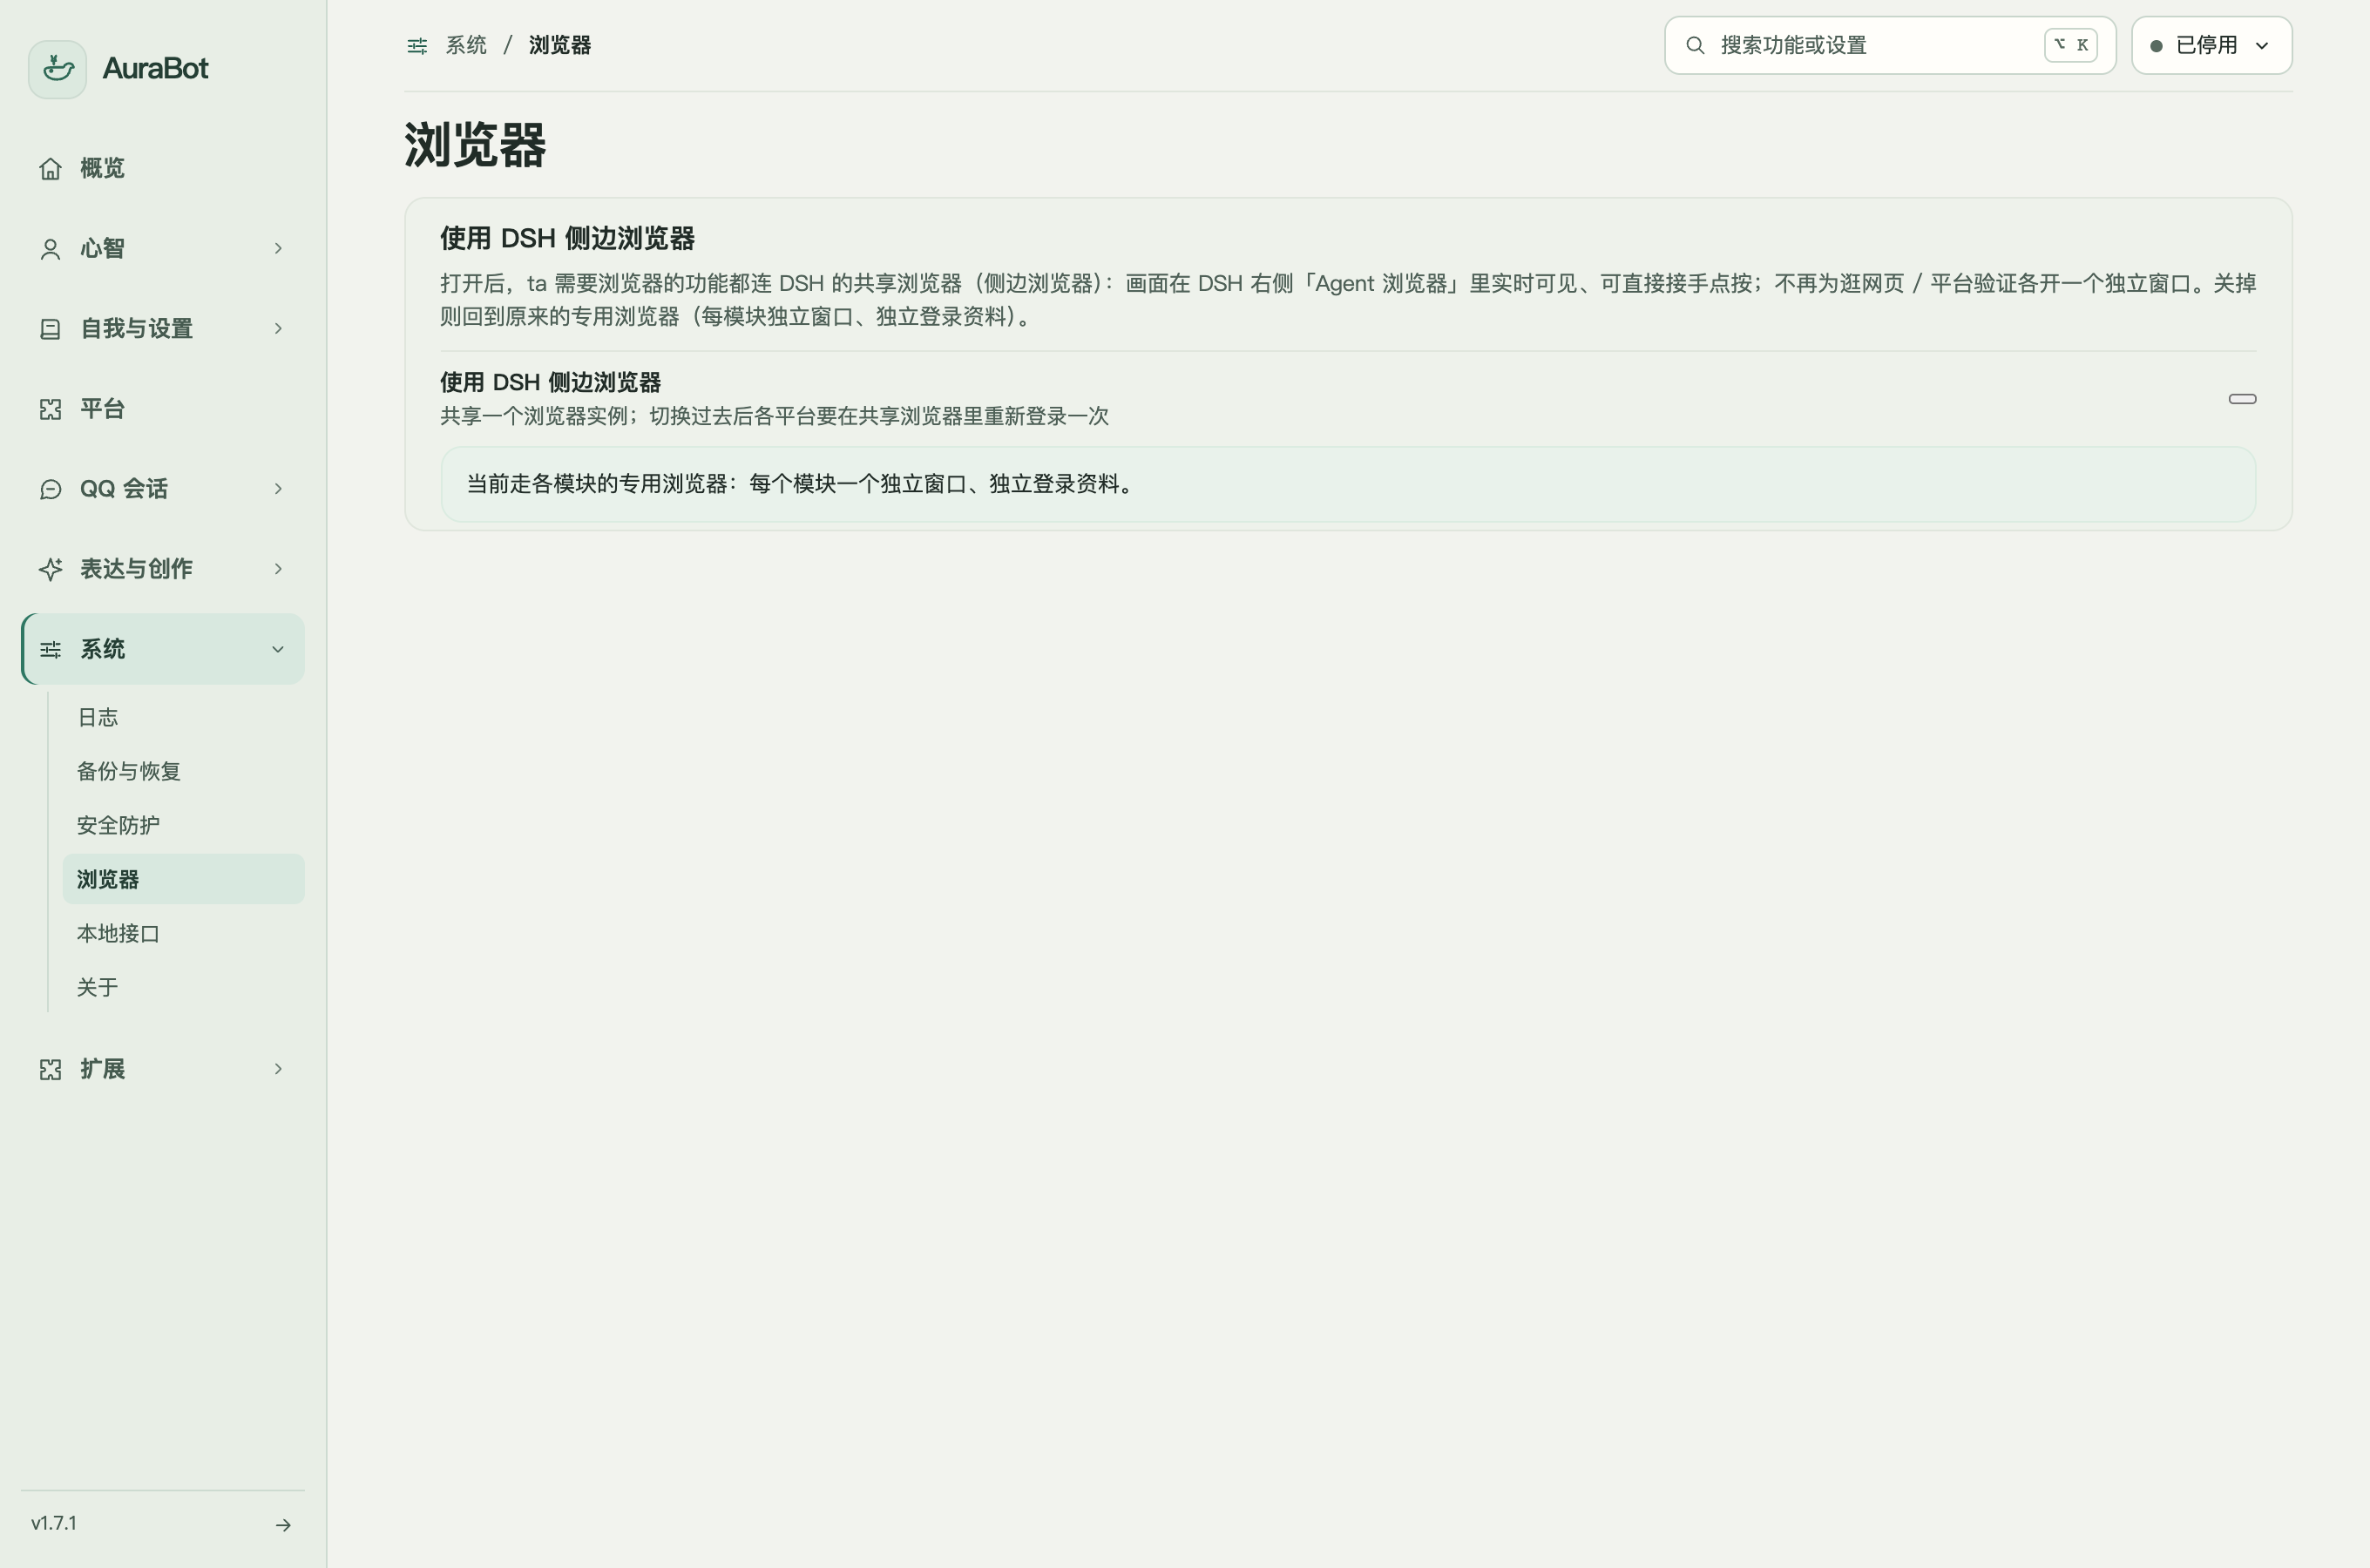 AuraBot
概览
心智
自我与设置
平台
QQ 会话
表达与创作
系统
日志
备份与恢复
安全防护
浏览器
本地接口
关于
扩展
v1.7.1
系统 / 浏览器
搜索功能或设置
⌥ K
已停用
浏览器
使用 DSH 侧边浏览器
打开后，ta 需要浏览器的功能都连 DSH 的共享浏览器（侧边浏览器）：画面在 DSH 右侧「Agent 浏览器」里实时可见、可直接接手点按；不再为逛网页 / 平台验证各开一个独立窗口。关掉
则回到原来的专用浏览器（每模块独立窗口、独立登录资料）。
使用 DSH 侧边浏览器
共享一个浏览器实例；切换过去后各平台要在共享浏览器里重新登录一次
当前走各模块的专用浏览器：每个模块一个独立窗口、独立登录资料。